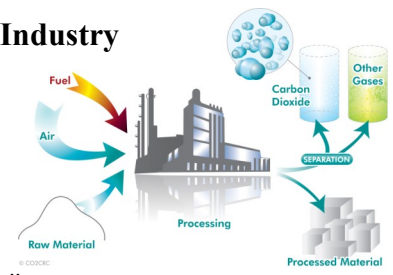 Industry
Fuel
Air
Raw Material
Processing
Carbon
Dioxide
Other
Gases
SEPARATION
Processed Material
© CO2CRC